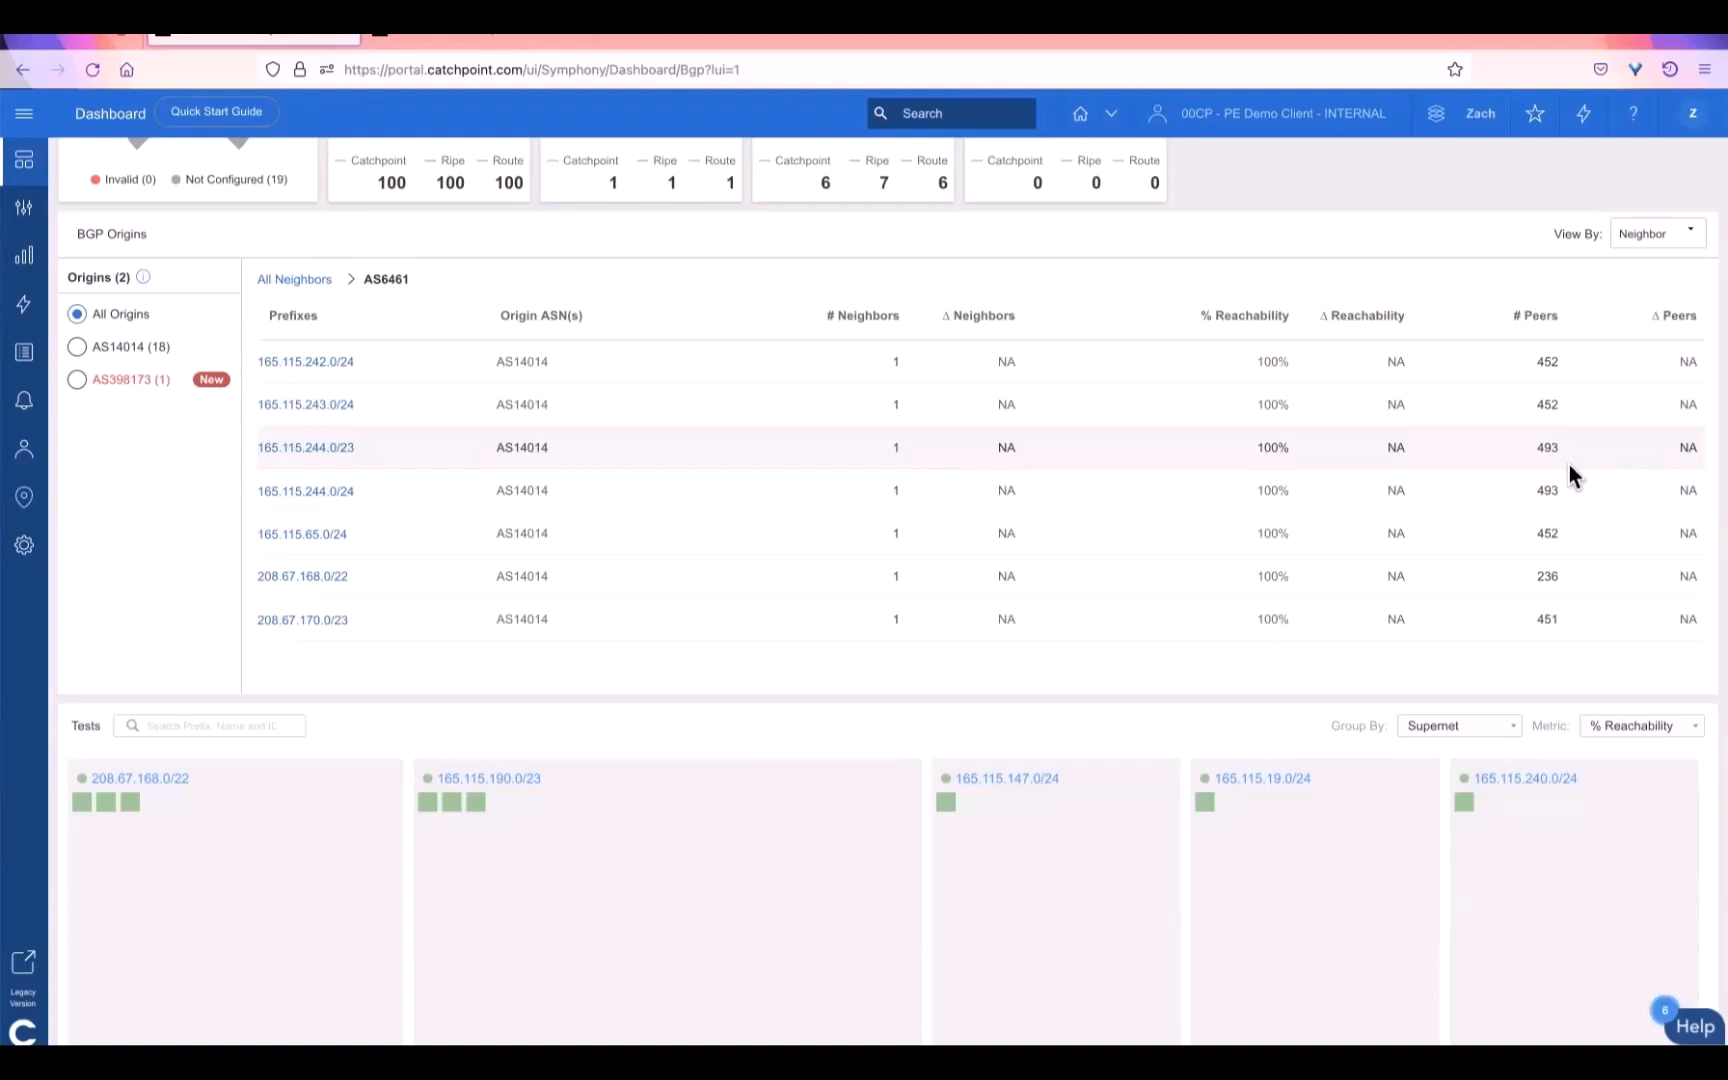 https://portal.catchpoint.com/ui/Symphony/Dashboard/Bgp?lui=1
Dashboard Quick Start Guide Search 00CP - PE Demo Client - INTERNAL Zach ? Z
Invalid (0) Not Configured (19)
Catchpoint Ripe Route
100 100 100
Catchpoint Ripe Route
1 1 1
Catchpoint Ripe Route
6 7 6
Catchpoint Ripe Route
0 0 0
BGP Origins View By: Neighbor
Origins (2)
All Origins
AS14014 (18)
AS398173 (1) New
All Neighbors > AS6461
Prefixes Origin ASN(s) # Neighbors Δ Neighbors % Reachability Δ Reachability # Peers Δ Peers
165.115.242.0/24 AS14014 1 NA 100% NA 452 NA
165.115.243.0/24 AS14014 1 NA 100% NA 452 NA
165.115.244.0/23 AS14014 1 NA 100% NA 493 NA
165.115.244.0/24 AS14014 1 NA 100% NA 493 NA
165.115.65.0/24 AS14014 1 NA 100% NA 452 NA
208.67.168.0/22 AS14014 1 NA 100% NA 236 NA
208.67.170.0/23 AS14014 1 NA 100% NA 451 NA
Tests Search Prefix, Name and ID Group By: Supernet Metric: % Reachability
208.67.168.0/22 165.115.190.0/23 165.115.147.0/24 165.115.19.0/24 165.115.240.0/24
Legacy
Version
6
Help